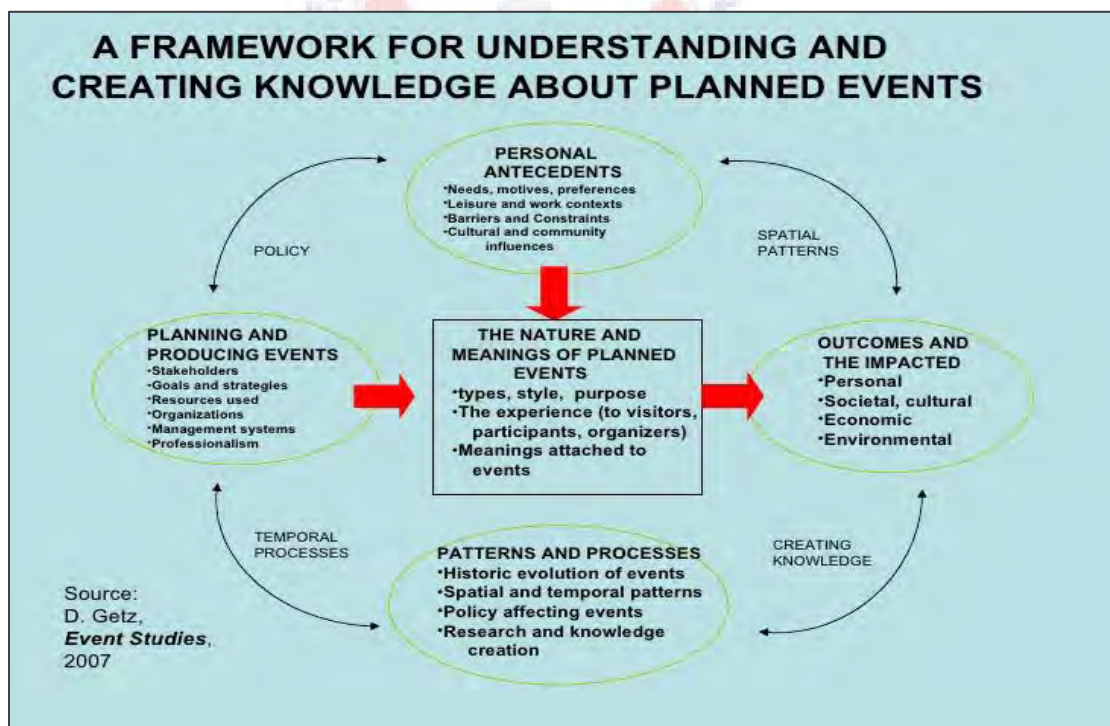 A FRAMEWORK FOR UNDERSTANDING AND
CREATING KNOWLEDGE ABOUT PLANNED EVENTS
PERSONAL
ANTECEDENTS
•Needs, motives, preferences
•Leisure and work contexts
•Barriers and Constraints
•Cultural and community
influences
POLICY
SPATIAL
PATTERNS
PLANNING AND
PRODUCING EVENTS
•Stakeholders
•Goals and strategies
•Resources used
•Organizations
•Management systems
•Professionalism
THE NATURE AND
MEANINGS OF PLANNED
EVENTS
•types, style, purpose
•The experience (to visitors,
participants, organizers)
•Meanings attached to
events
OUTCOMES AND
THE IMPACTED
•Personal
•Societal, cultural
•Economic
•Environmental
TEMPORAL
PROCESSES
CREATING
KNOWLEDGE
PATTERNS AND PROCESSES
•Historic evolution of events
•Spatial and temporal patterns
•Policy affecting events
•Research and knowledge
creation
Source:
D. Getz,
Event Studies,
2007